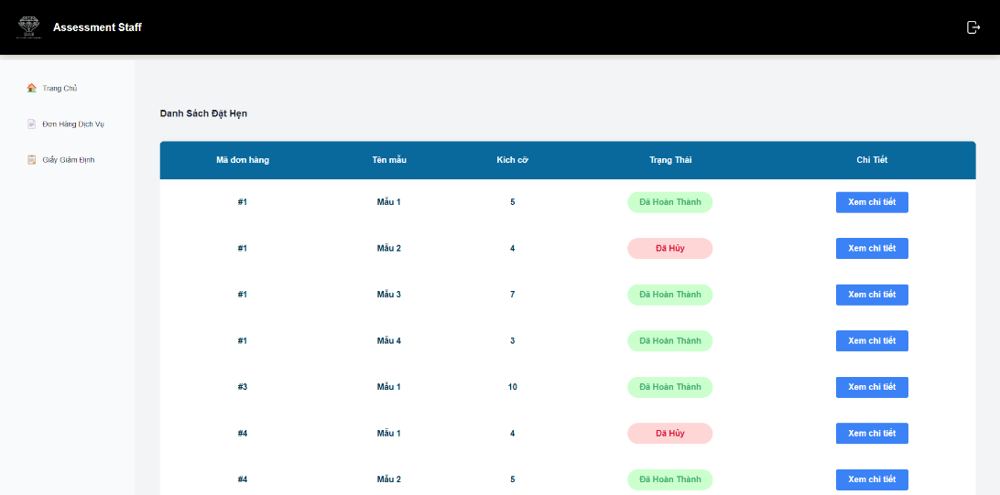 Assessment Staff
Trang Chủ
Đơn Hàng Dịch Vụ
Giấy Giám Định
Danh Sách Đặt Hẹn
Mã đơn hàng Tên mẫu Kích cỡ Trạng Thái Chi Tiết
#1 Mẫu 1 5 Đã Hoàn Thành Xem chi tiết
#1 Mẫu 2 4 Đã Hủy Xem chi tiết
#1 Mẫu 3 7 Đã Hoàn Thành Xem chi tiết
#1 Mẫu 4 3 Đã Hoàn Thành Xem chi tiết
#3 Mẫu 1 10 Đã Hoàn Thành Xem chi tiết
#4 Mẫu 1 4 Đã Hủy Xem chi tiết
#4 Mẫu 2 5 Đã Hoàn Thành Xem chi tiết